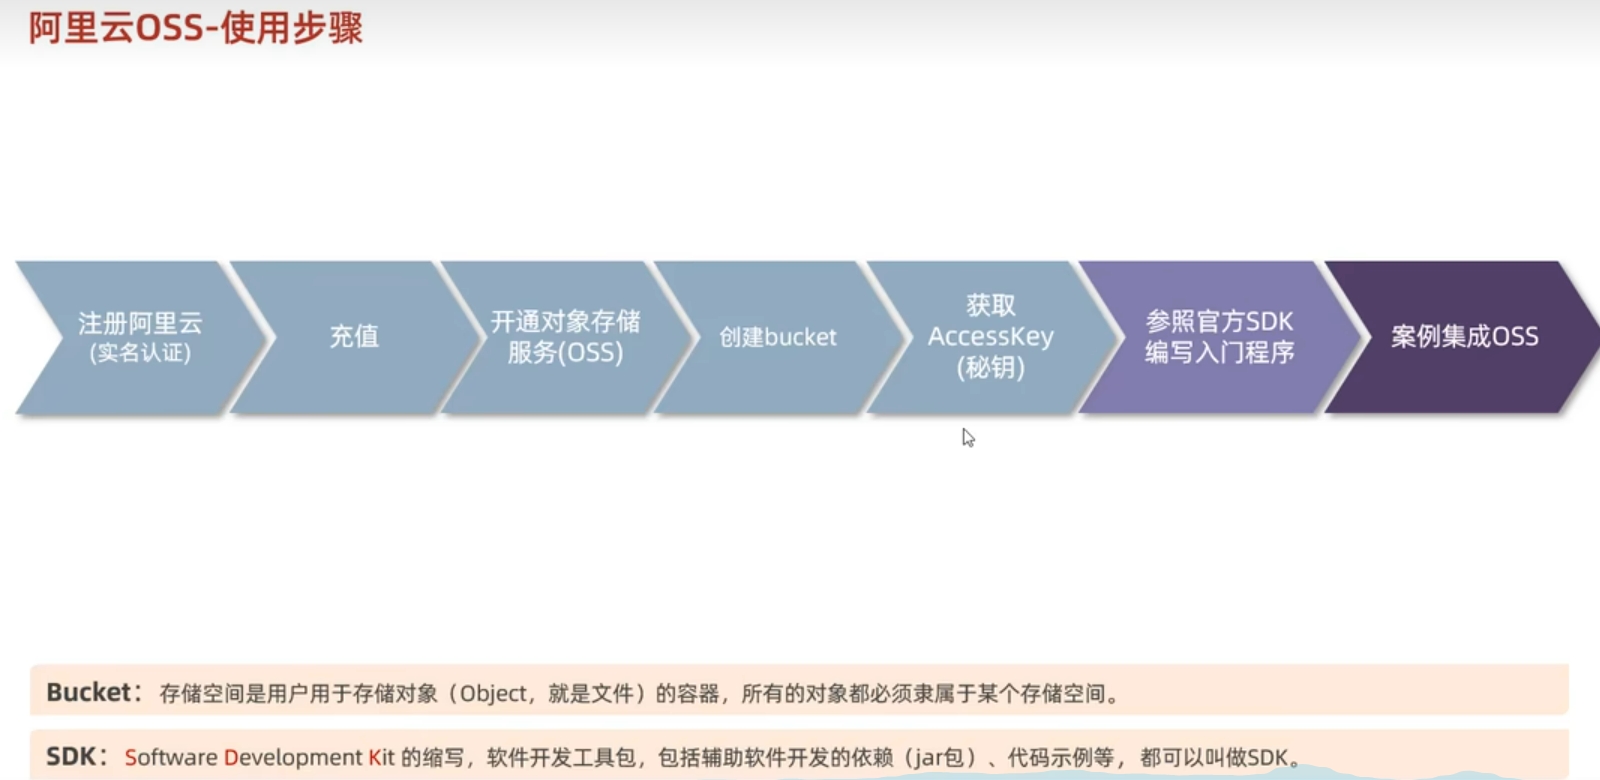 阿里云OSS-使用步骤
注册阿里云
(实名认证)
充值
开通对象存储
服务(OSS)
创建bucket
获取
AccessKey
(秘钥)
参照官方SDK
编写入门程序
案例集成OSS
Bucket：存储空间是用户用于存储对象（Object，就是文件）的容器，所有的对象都必须隶属于某个存储空间。
SDK：Software Development Kit 的缩写，软件开发工具包，包括辅助软件开发的依赖（jar包）、代码示例等，都可以叫做SDK。